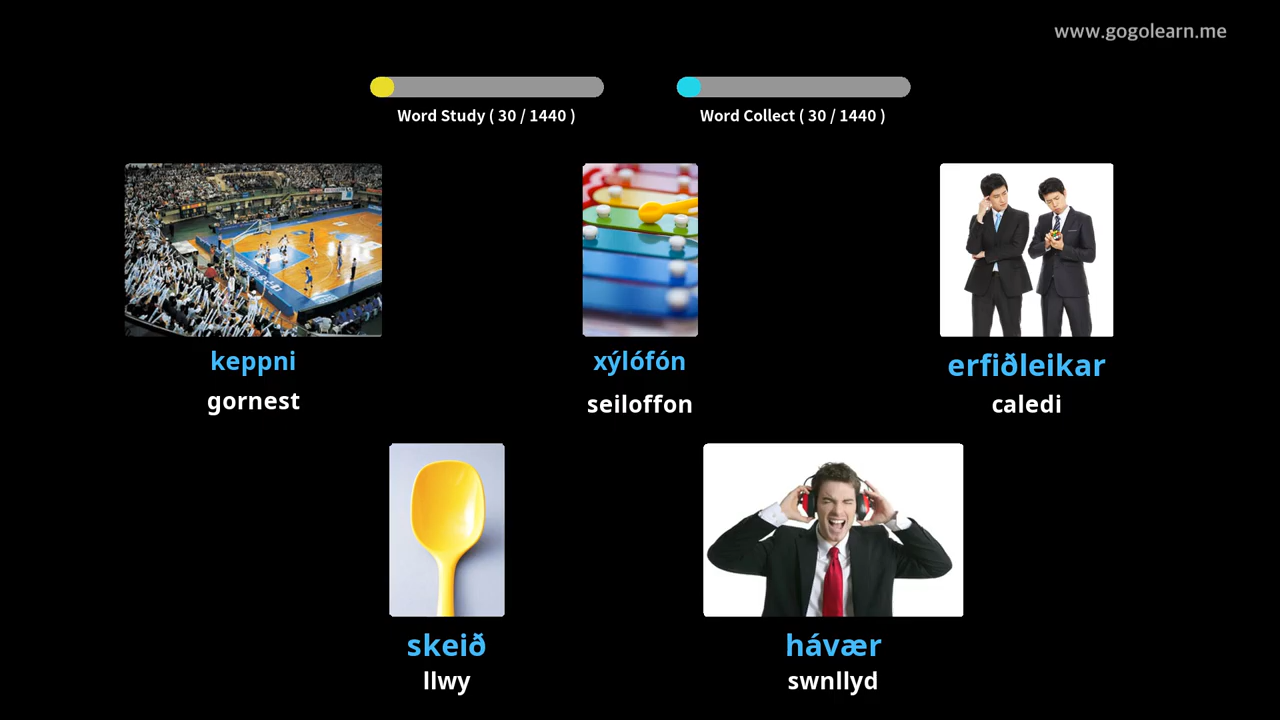 www.gogolearn.me
Word Study ( 30 / 1440 )
Word Collect ( 30 / 1440 )
keppni
gornest
xýlófón
seiloffon
erfiðleikar
caledi
skeið
llwy
hávær
swnllyd